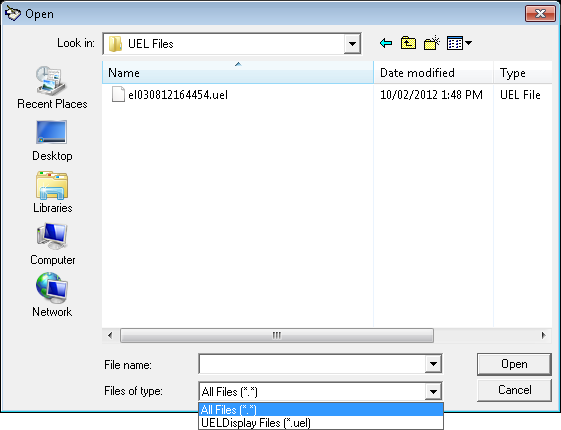 Open
Look in: UEL Files
Name Date modified Type
el030812164454.uel 10/02/2012 1:48 PM UEL File
Recent Places
Desktop
Libraries
Computer
Network
File name: Open
Files of type: All Files (*.*) Cancel
All Files (*.*)
UELDisplay Files (*.uel)